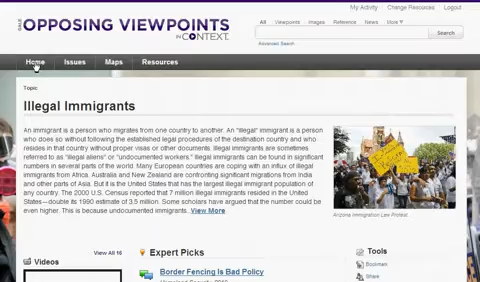 My Activity Change Resources Logout
GALE OPPOSING VIEWPOINTS
IN CONTEXT
All Viewpoints Images Reference News More
Search
Advanced Search
Home Issues Maps Resources
Topic
Illegal Immigrants
An immigrant is a person who migrates from one country to another. An "illegal" immigrant is a person
who does so without following the established legal procedures of the destination country and who
resides in that country without proper visas or other documents. Illegal immigrants are sometimes
referred to as "illegal aliens" or "undocumented workers." Illegal immigrants can be found in significant
numbers in several parts of the world. Many European countries are coping with an influx of illegal
immigrants from Africa. Australia and New Zealand are confronting significant migrations from India
and other parts of Asia. But it is the United States that has the largest illegal immigrant population of
any country. The 2000 U.S. Census reported that 7 million illegal immigrants resided in the United
States—double its 1990 estimate of 3.5 million. Some scholars have argued that the number could be
even higher. This is because undocumented immigrants.. View More
Arizona Immigration Law Protest.
View All 16
Videos
Expert Picks
Border Fencing Is Bad Policy
Homeland Security, 2010
Tools
Bookmark
Share